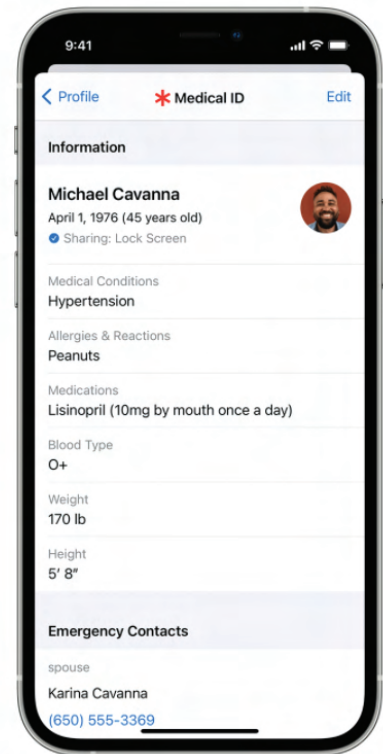 9:41
Profile
Medical ID
Edit
Information
Michael Cavanna
April 1, 1976 (45 years old)
Sharing: Lock Screen
Medical Conditions
Hypertension
Allergies & Reactions
Peanuts
Medications
Lisinopril (10mg by mouth once a day)
Blood Type
O+
Weight
170 lb
Height
5′ 8″
Emergency Contacts
spouse
Karina Cavanna
(650) 555-3369